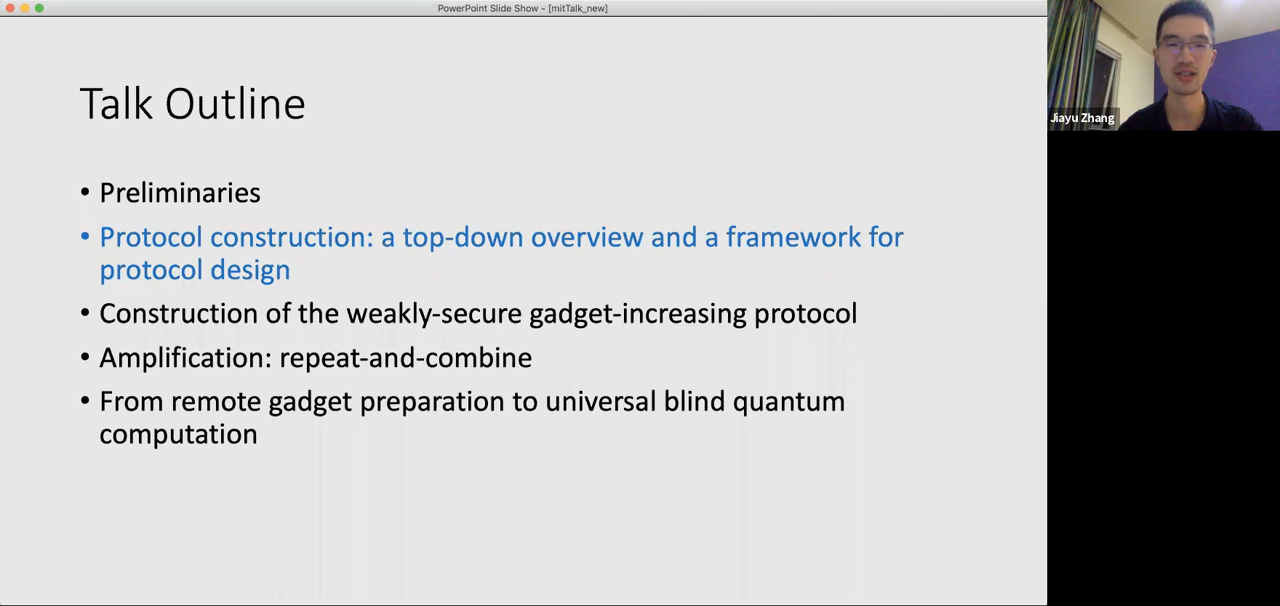 PowerPoint Slide Show - [mitTalk_new]
Jiayu Zhang
Talk Outline
• Preliminaries
• Protocol construction: a top-down overview and a framework for
protocol design
• Construction of the weakly-secure gadget-increasing protocol
• Amplification: repeat-and-combine
• From remote gadget preparation to universal blind quantum
computation